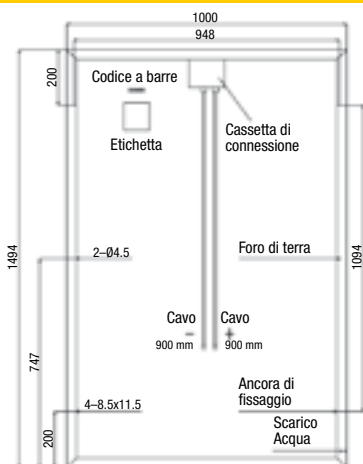 1000
948
200
Codice a barre
Etichetta
Cassetta di
connessione
1494
2–Ø4.5
Foro di terra
1094
Cavo
Cavo
–
+
900 mm
900 mm
747
4–8.5x11.5
Ancora di
fissaggio
200
Scarico
Acqua